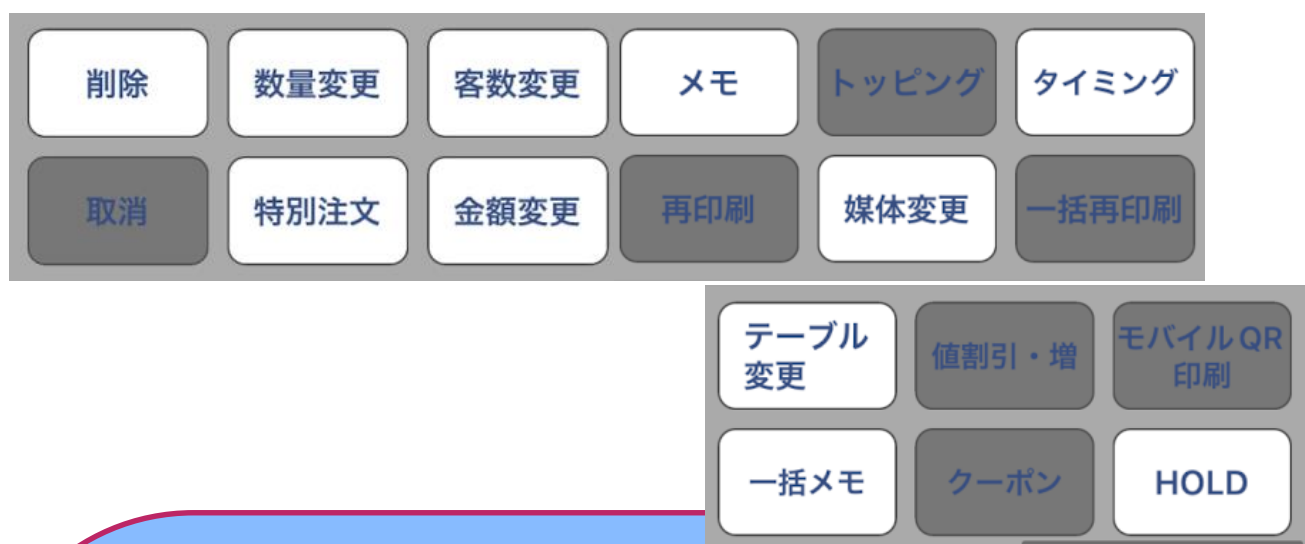 削除 数量変更 客数変更 メモ トッピング タイミング
取消 特別注文 金額変更 再印刷 媒体変更 一括再印刷
テーブル変更 値割引・増 モバイルQR印刷
一括メモ クーポン HOLD